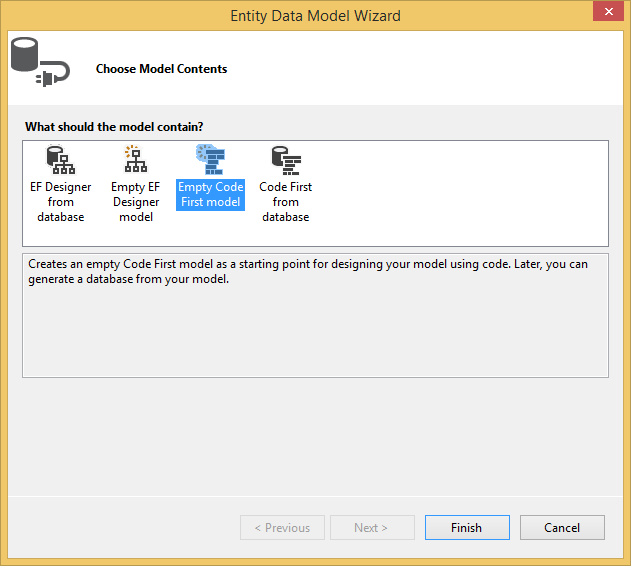 Entity Data Model Wizard
Choose Model Contents
What should the model contain?
EF Designer
from
database
Empty EF
Designer
model
Empty Code
First model
Code First
from
database
Creates an empty Code First model as a starting point for designing your model using code. Later, you can
generate a database from your model.
< Previous
Next >
Finish
Cancel